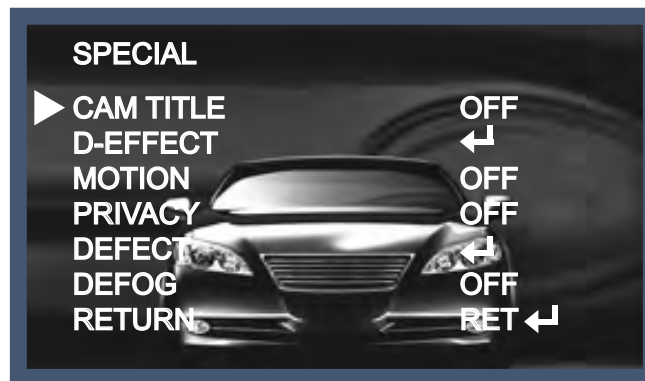 SPECIAL
CAM TITLE OFF
D-EFFECT ↵
MOTION OFF
PRIVACY OFF
DEFECT ↵
DEFOG OFF
RETURN RET ↵